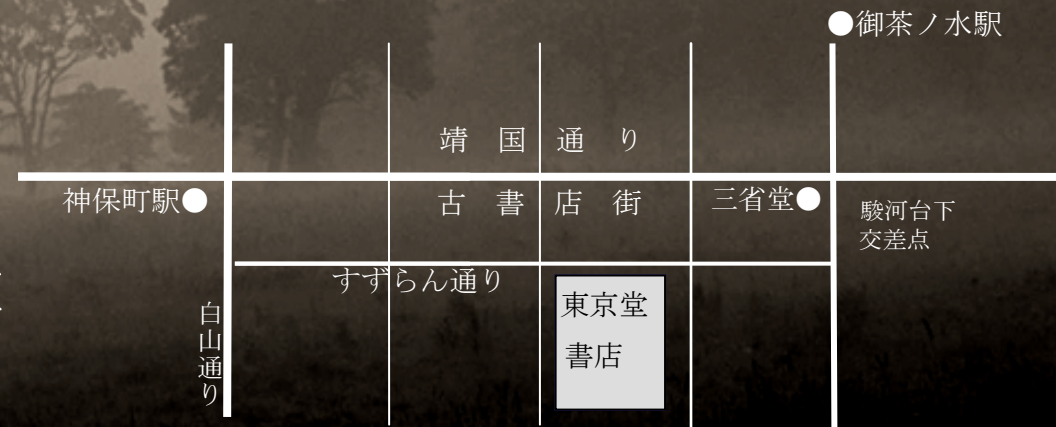 ●御茶ノ水駅
靖国通り
神保町駅●
古書店街
三省堂●
駿河台下
交差点
すずらん通り
東京堂
書店
白山通り